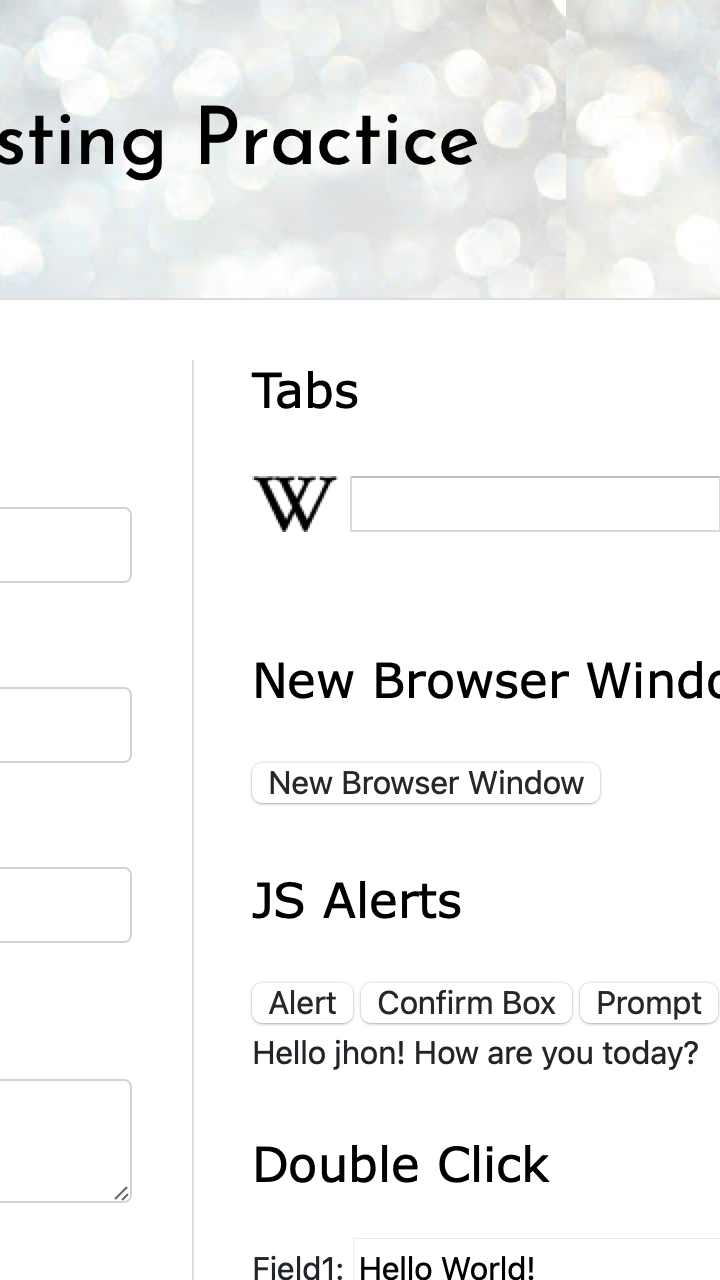 sting Practice
Tabs
W
New Browser Windo
New Browser Window
JS Alerts
Alert Confirm Box Prompt
Hello jhon! How are you today?
Double Click
Field1: Hello World!